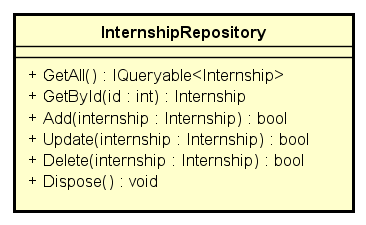 InternshipRepository
+ GetAll() : IQueryable<Internship>
+ GetById(id : int) : Internship
+ Add(internship : Internship) : bool
+ Update(internship : Internship) : bool
+ Delete(internship : Internship) : bool
+ Dispose() : void